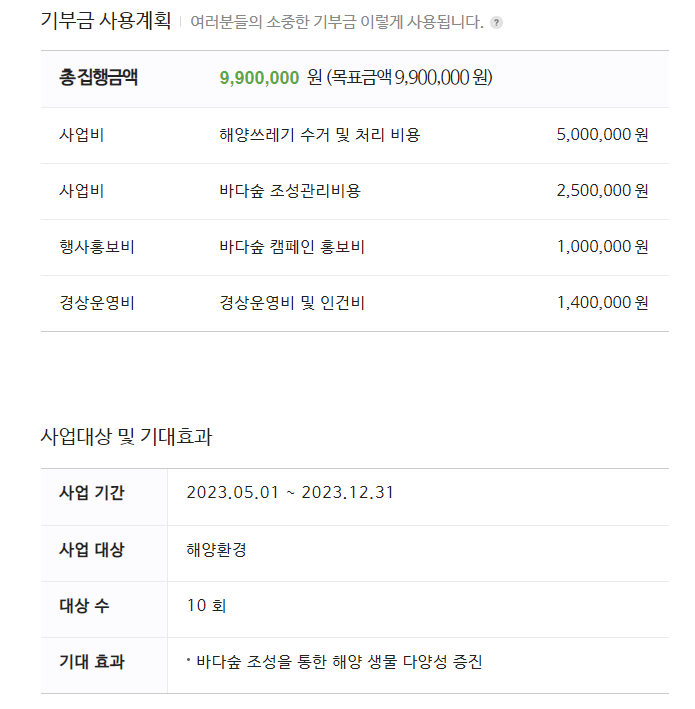 기부금 사용계획 여러분들의 소중한 기부금 이렇게 사용됩니다. ?
총 집행금액 9,900,000 원 (목표금액 9,900,000 원)
사업비 해양쓰레기 수거 및 처리 비용 5,000,000 원
사업비 바다숲 조성관리비용 2,500,000 원
행사홍보비 바다숲 캠페인 홍보비 1,000,000 원
경상운영비 경상운영비 및 인건비 1,400,000 원
사업대상 및 기대효과
사업 기간 2023.05.01 ~ 2023.12.31
사업 대상 해양환경
대상 수 10 회
기대 효과 · 바다숲 조성을 통한 해양 생물 다양성 증진